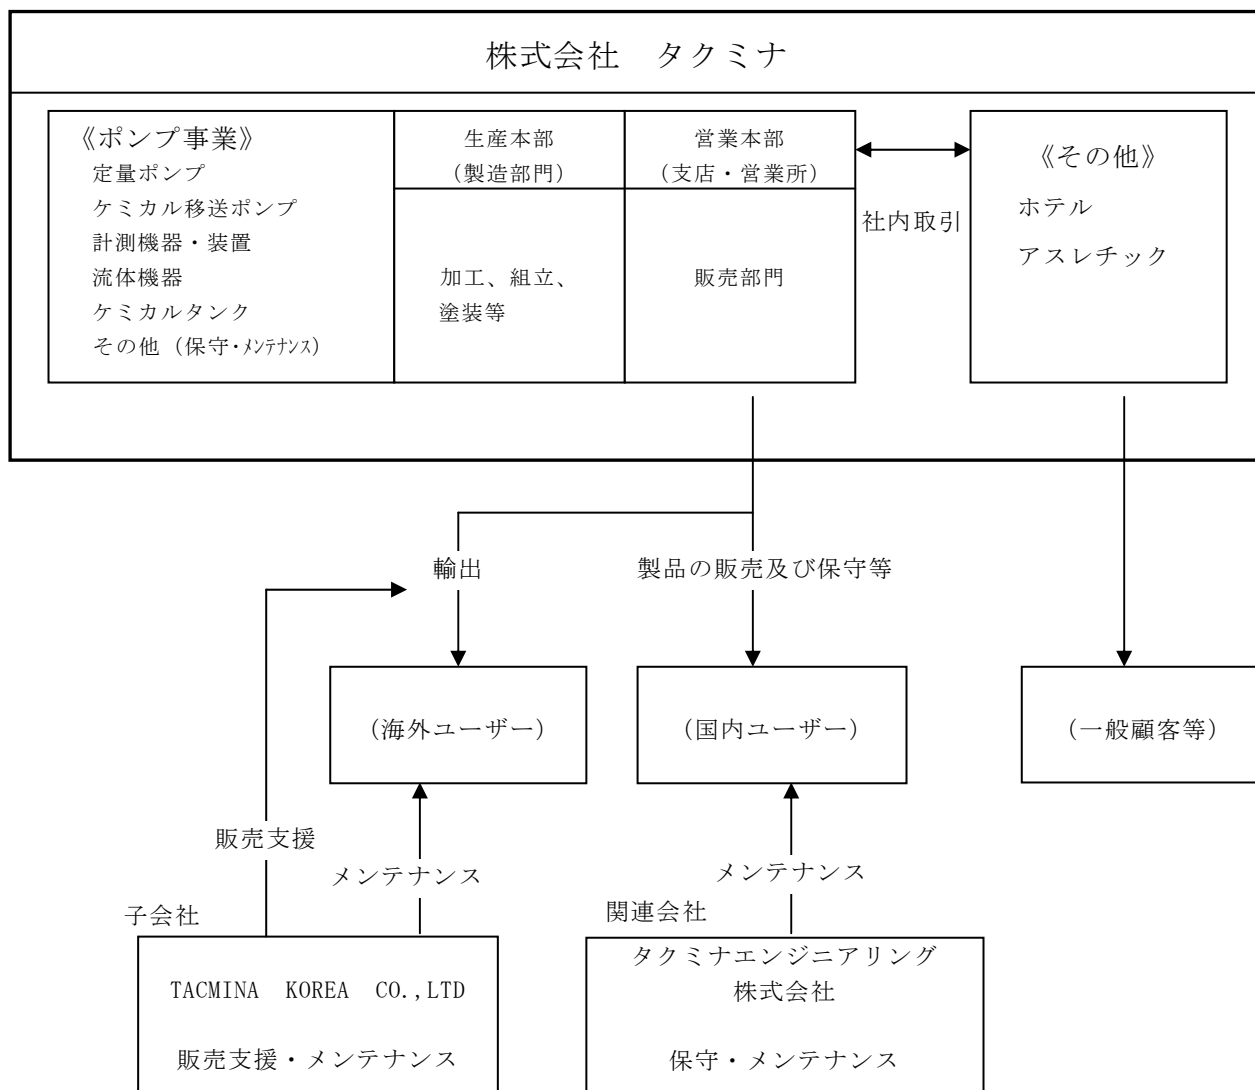 株式会社　タクミナ
《ポンプ事業》
定量ポンプ
ケミカル移送ポンプ
計測機器・装置
流体機器
ケミカルタンク
その他（保守・ﾒﾝﾃﾅﾝｽ）
生産本部
（製造部門）
加工、組立、
塗装等
営業本部
（支店・営業所）
販売部門
社内取引
《その他》
ホテル
アスレチック
輸出
製品の販売及び保守等
（海外ユーザー）
（国内ユーザー）
（一般顧客等）
販売支援
メンテナンス
メンテナンス
子会社
TACMINA　KOREA　CO.,LTD
販売支援・メンテナンス
関連会社
タクミナエンジニアリング
株式会社
保守・メンテナンス